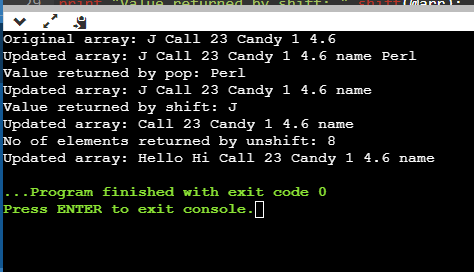 29 print "Value returned by shift: " shift(@arr);
Original array: J Call 23 Candy 1 4.6
Updated array: J Call 23 Candy 1 4.6 name Perl
Value returned by pop: Perl
Updated array: J Call 23 Candy 1 4.6 name
Value returned by shift: J
Updated array: Call 23 Candy 1 4.6 name
No of elements returned by unshift: 8
Updated array: Hello Hi Call 23 Candy 1 4.6 name
...Program finished with exit code 0
Press ENTER to exit console.